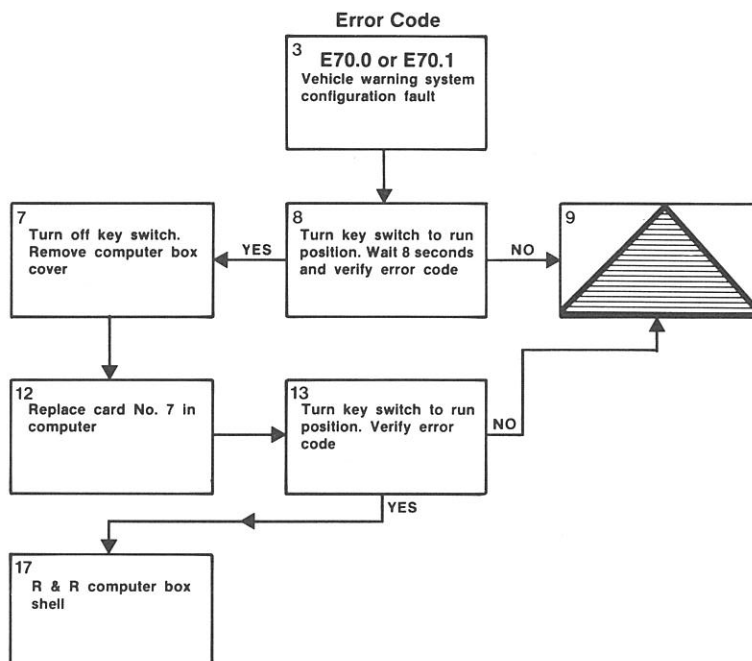 Error Code
3
E70.0 or E70.1
Vehicle warning system
configuration fault
7
Turn off key switch.
Remove computer box
cover
YES
8
Turn key switch to run
position. Wait 8 seconds
and verify error code
NO
9
12
Replace card No. 7 in
computer
13
Turn key switch to run
position. Verify error
code
NO
YES
17
R & R computer box
shell